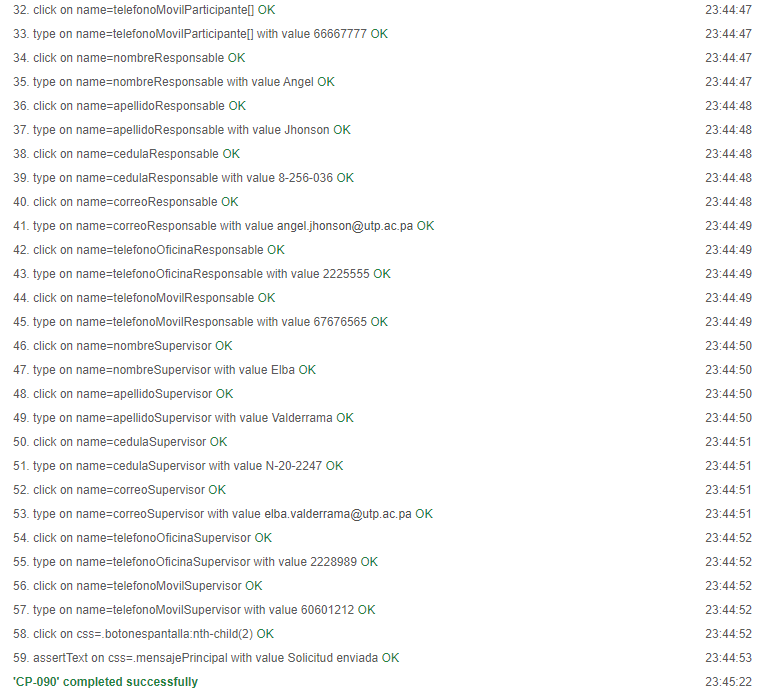 32. click on name=telefonoMovilParticipante[] OK 23:44:47
33. type on name=telefonoMovilParticipante[] with value 66667777 OK 23:44:47
34. click on name=nombreResponsable OK 23:44:47
35. type on name=nombreResponsable with value Angel OK 23:44:47
36. click on name=apellidoResponsable OK 23:44:48
37. type on name=apellidoResponsable with value Jhonson OK 23:44:48
38. click on name=cedulaResponsable OK 23:44:48
39. type on name=cedulaResponsable with value 8-256-036 OK 23:44:48
40. click on name=correoResponsable OK 23:44:48
41. type on name=correoResponsable with value angel.jhonson@utp.ac.pa OK 23:44:49
42. click on name=telefonoOficinaResponsable OK 23:44:49
43. type on name=telefonoOficinaResponsable with value 2225555 OK 23:44:49
44. click on name=telefonoMovilResponsable OK 23:44:49
45. type on name=telefonoMovilResponsable with value 67676565 OK 23:44:49
46. click on name=nombreSupervisor OK 23:44:50
47. type on name=nombreSupervisor with value Elba OK 23:44:50
48. click on name=apellidoSupervisor OK 23:44:50
49. type on name=apellidoSupervisor with value Valderrama OK 23:44:50
50. click on name=cedulaSupervisor OK 23:44:51
51. type on name=cedulaSupervisor with value N-20-2247 OK 23:44:51
52. click on name=correoSupervisor OK 23:44:51
53. type on name=correoSupervisor with value elba.valderrama@utp.ac.pa OK 23:44:51
54. click on name=telefonoOficinaSupervisor OK 23:44:52
55. type on name=telefonoOficinaSupervisor with value 2228989 OK 23:44:52
56. click on name=telefonoMovilSupervisor OK 23:44:52
57. type on name=telefonoMovilSupervisor with value 60601212 OK 23:44:52
58. click on css=.botonespantalla:nth-child(2) OK 23:44:52
59. assertText on css=.mensajePrincipal with value Solicitud enviada OK 23:44:53
'CP-090' completed successfully 23:45:22